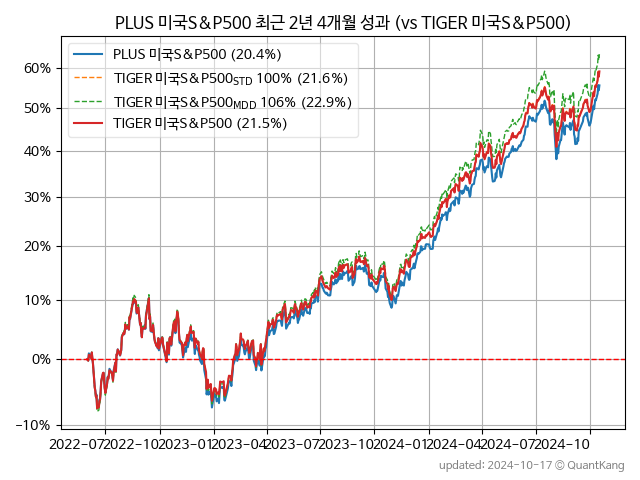 PLUS 미국S&P500 최근 2년 4개월 성과 (vs TIGER 미국S&P500)
PLUS 미국S&P500 (20.4%)
TIGER 미국S&P500STD 100% (21.6%)
TIGER 미국S&P500MDD 106% (22.9%)
TIGER 미국S&P500 (21.5%)
60%
50%
40%
30%
20%
10%
0%
-10%
2022-07 2022-10 2023-01 2023-04 2023-07 2023-10 2024-01 2024-04 2024-07 2024-10
updated: 2024-10-17 © QuantKang